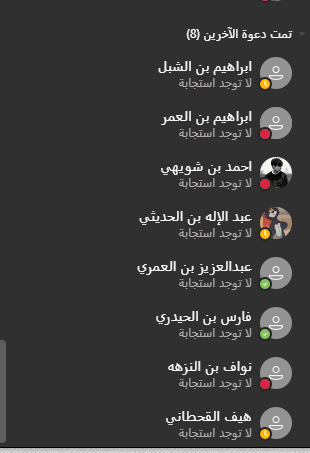 تمت دعوة الآخرين (8)
ابراهيم بن الشبل
لا توجد استجابة
ابراهيم بن العمر
لا توجد استجابة
احمد بن شويهي
لا توجد استجابة
عبد الإله بن الحديثي
لا توجد استجابة
عبدالعزيز بن العمري
لا توجد استجابة
فارس بن الحيدري
لا توجد استجابة
نواف بن النزهه
لا توجد استجابة
هيف القحطاني
لا توجد استجابة